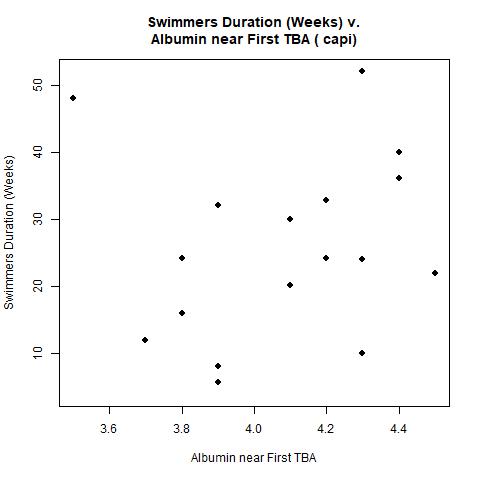 Swimmers Duration (Weeks) v.
Albumin near First TBA ( capi)
Swimmers Duration (Weeks)
50
40
30
20
10
3.6 3.8 4.0 4.2 4.4
Albumin near First TBA